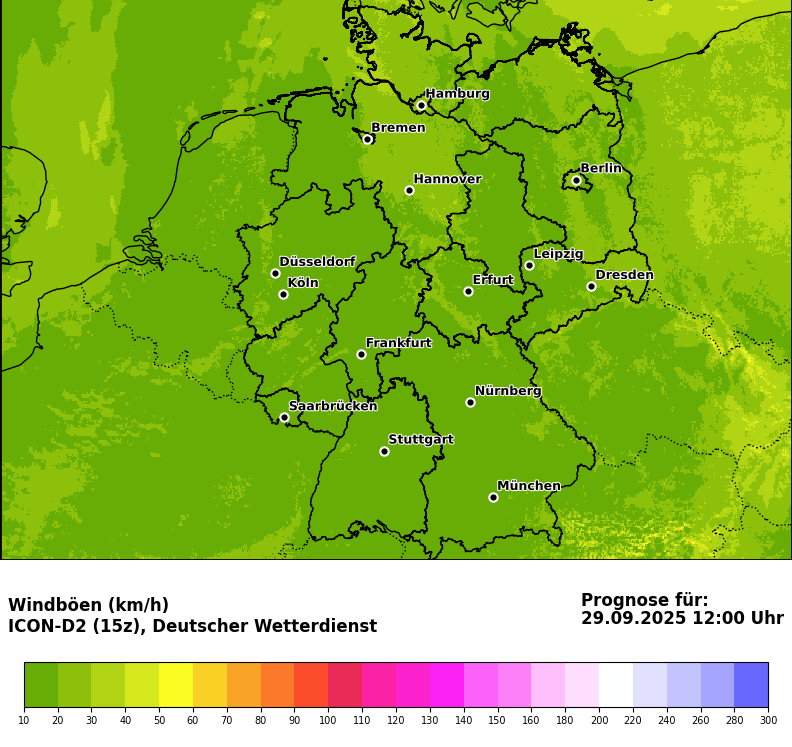 Hamburg
Bremen
Berlin
Hannover
Leipzig
Düsseldorf
Dresden
Köln
Erfurt
Frankfurt
Nürnberg
Saarbrücken
Stuttgart
München
Windböen (km/h)
ICON-D2 (15z), Deutscher Wetterdienst
Prognose für:
29.09.2025 12:00 Uhr
10 20 30 40 50 60 70 80 90 100 110 120 130 140 150 160 180 200 220 240 260 280 300